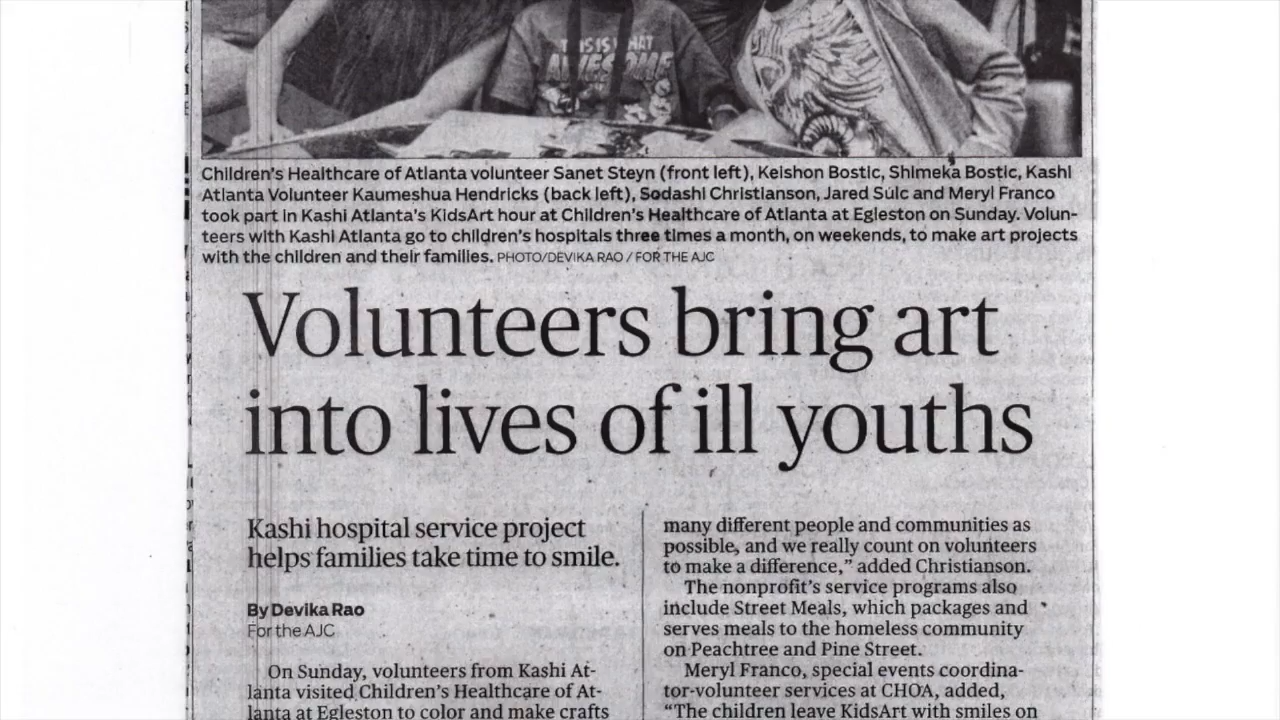 THIS IS WHAT
AWESOME
Children's Healthcare of Atlanta volunteer Sanet Steyn (front left), Keishon Bostic, Shimeka Bostic, Kashi
Atlanta Volunteer Kaumeshua Hendricks (back left), Sodashi Christianson, Jared Sulc and Meryl Franco
took part in Kashi Atlanta's KidsArt hour at Children's Healthcare of Atlanta at Egleston on Sunday. Volun-
teers with Kashi Atlanta go to children's hospitals three times a month, on weekends, to make art projects
with the children and their families. PHOTO/DEVIKA RAO / FOR THE AJC
Volunteers bring art
into lives of ill youths
Kashi hospital service project
helps families take time to smile.
By Devika Rao
For the AJC
On Sunday, volunteers from Kashi At-
lanta visited Children's Healthcare of At-
lanta at Egleston to color and make crafts
many different people and communities as
possible, and we really count on volunteers
to make a difference,” added Christianson.
The nonprofit's service programs also
include Street Meals, which packages and
serves meals to the homeless community
on Peachtree and Pine Street.
Meryl Franco, special events coordina-
tor-volunteer services at CHOA, added,
“The children leave KidsArt with smiles on